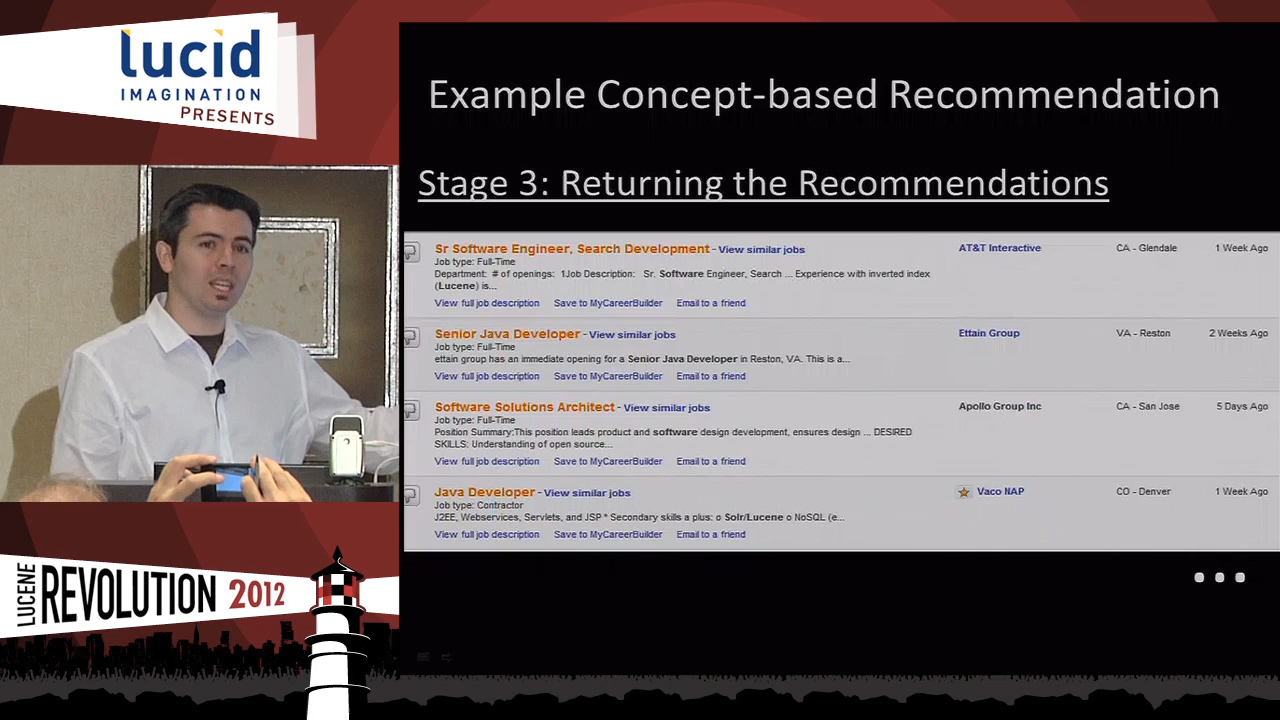 lucid
IMAGINATION
PRESENTS
Example Concept-based Recommendation
Stage 3: Returning the Recommendations
Sr Software Engineer, Search Development - View similar jobs AT&T Interactive CA - Glendale 1 Week Ago
Job type: Full-Time
Department: # of openings: 1Job Description: Sr. Software Engineer, Search ... Experience with inverted index
(Lucene) is...
View full job description Save to MyCareerBuilder Email to a friend
Senior Java Developer - View similar jobs Ettain Group VA - Reston 2 Weeks Ago
Job type: Full-Time
ettain group has an immediate opening for a Senior Java Developer in Reston, VA. This is a...
View full job description Save to MyCareerBuilder Email to a friend
Software Solutions Architect - View similar jobs Apollo Group Inc CA - San Jose 5 Days Ago
Job type: Full-Time
Position Summary:This position leads product and software design development, ensures design ... DESIRED
SKILLS: Understanding of open source...
View full job description Save to MyCareerBuilder Email to a friend
Java Developer - View similar jobs Vaco NAP CO - Denver 1 Week Ago
Job type: Contractor
J2EE, Webservices, Servlets, and JSP * Secondary skills a plus: o Solr/Lucene o NoSQL (e...
View full job description Save to MyCareerBuilder Email to a friend
...
LUCENE
REVOLUTION 2012